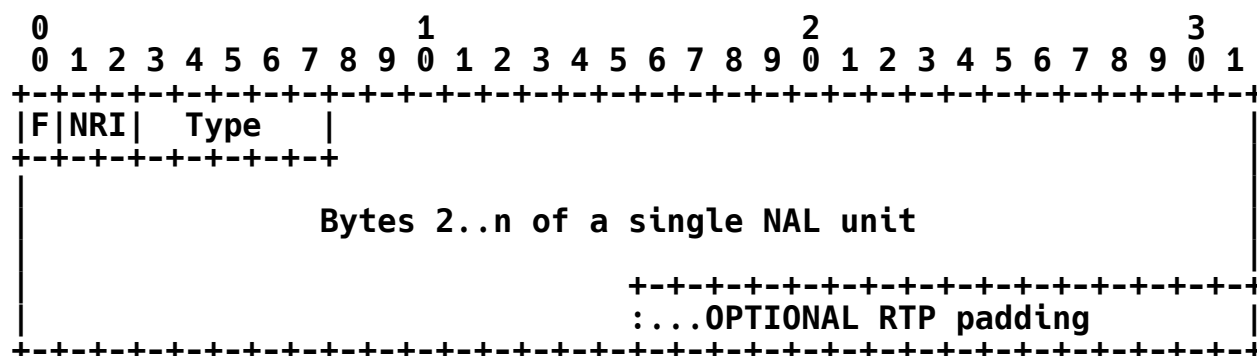 0                   1                   2                   3
 0 1 2 3 4 5 6 7 8 9 0 1 2 3 4 5 6 7 8 9 0 1 2 3 4 5 6 7 8 9 0 1
+-+-+-+-+-+-+-+-+-+-+-+-+-+-+-+-+-+-+-+-+-+-+-+-+-+-+-+-+-+-+-+-+
|F|NRI|  Type   |                                               |
+-+-+-+-+-+-+-+-+                                               |
|                                                               |
|               Bytes 2..n of a single NAL unit                 |
|                                                               |
|                               +-+-+-+-+-+-+-+-+-+-+-+-+-+-+-+-+
|                               :...OPTIONAL RTP padding        |
+-+-+-+-+-+-+-+-+-+-+-+-+-+-+-+-+-+-+-+-+-+-+-+-+-+-+-+-+-+-+-+-+